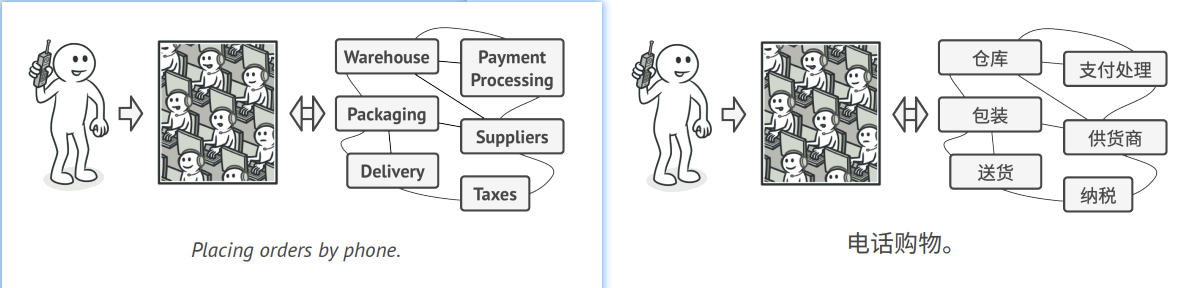 Warehouse
Payment
Processing
Packaging
Suppliers
Delivery
Taxes
Placing orders by phone.
仓库
支付处理
包装
供货商
送货
纳税
电话购物。